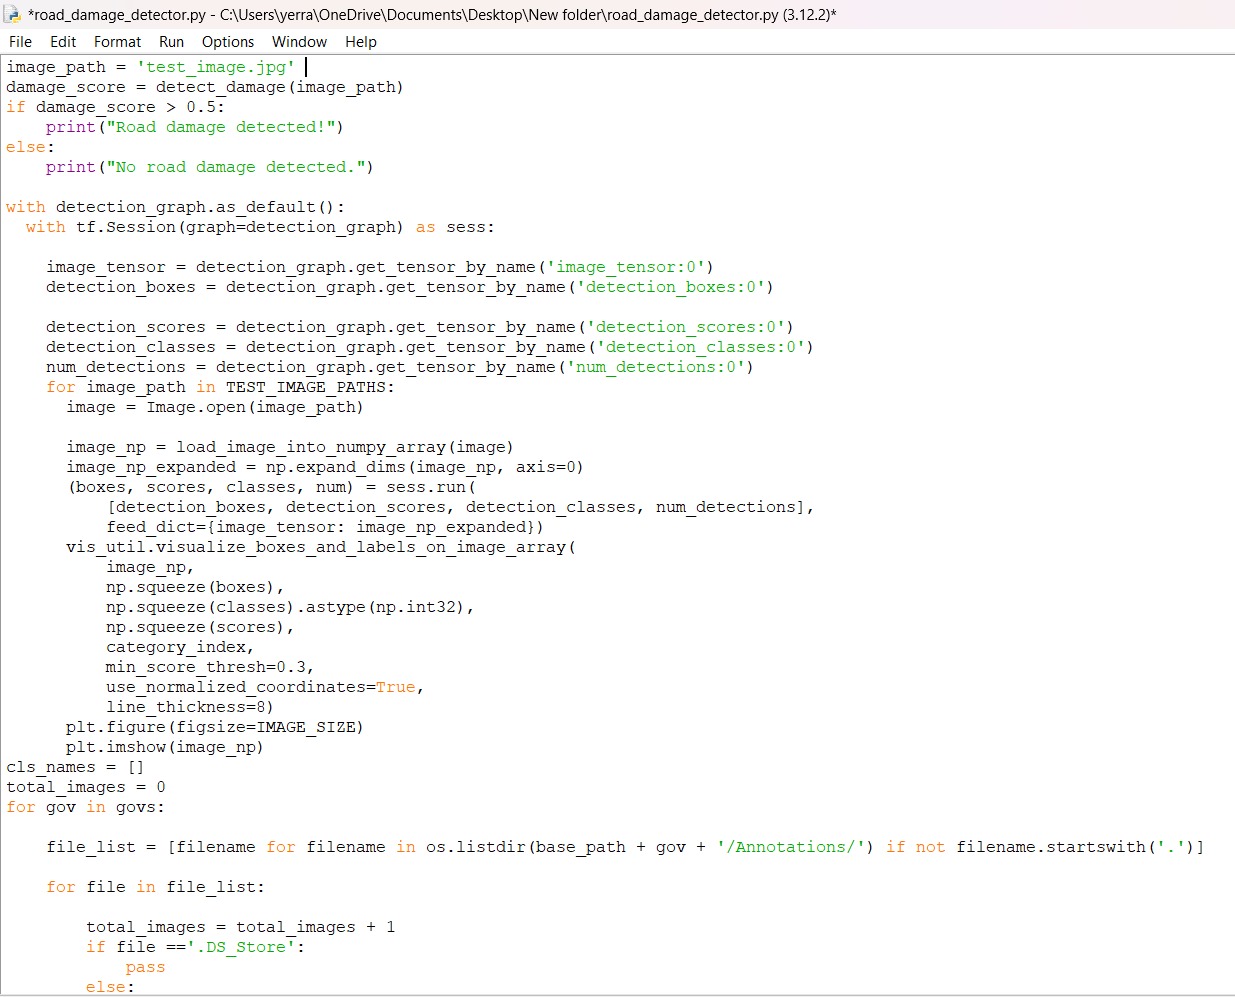 *road_damage_detector.py - C:\Users\yerra\OneDrive\Documents\Desktop\New folder\road_damage_detector.py (3.12.2)*
File Edit Format Run Options Window Help
image_path = 'test_image.jpg'
damage_score = detect_damage(image_path)
if damage_score > 0.5:
    print("Road damage detected!")
else:
    print("No road damage detected.")

with detection_graph.as_default():
  with tf.Session(graph=detection_graph) as sess:

    image_tensor = detection_graph.get_tensor_by_name('image_tensor:0')
    detection_boxes = detection_graph.get_tensor_by_name('detection_boxes:0')

    detection_scores = detection_graph.get_tensor_by_name('detection_scores:0')
    detection_classes = detection_graph.get_tensor_by_name('detection_classes:0')
    num_detections = detection_graph.get_tensor_by_name('num_detections:0')
    for image_path in TEST_IMAGE_PATHS:
      image = Image.open(image_path)

      image_np = load_image_into_numpy_array(image)
      image_np_expanded = np.expand_dims(image_np, axis=0)
      (boxes, scores, classes, num) = sess.run(
          [detection_boxes, detection_scores, detection_classes, num_detections],
          feed_dict={image_tensor: image_np_expanded})
      vis_util.visualize_boxes_and_labels_on_image_array(
          image_np,
          np.squeeze(boxes),
          np.squeeze(classes).astype(np.int32),
          np.squeeze(scores),
          category_index,
          min_score_thresh=0.3,
          use_normalized_coordinates=True,
          line_thickness=8)
      plt.figure(figsize=IMAGE_SIZE)
      plt.imshow(image_np)
cls_names = []
total_images = 0
for gov in govs:

    file_list = [filename for filename in os.listdir(base_path + gov + '/Annotations/') if not filename.startswith('.')]

    for file in file_list:

        total_images = total_images + 1
        if file =='.DS_Store':
            pass
        else: